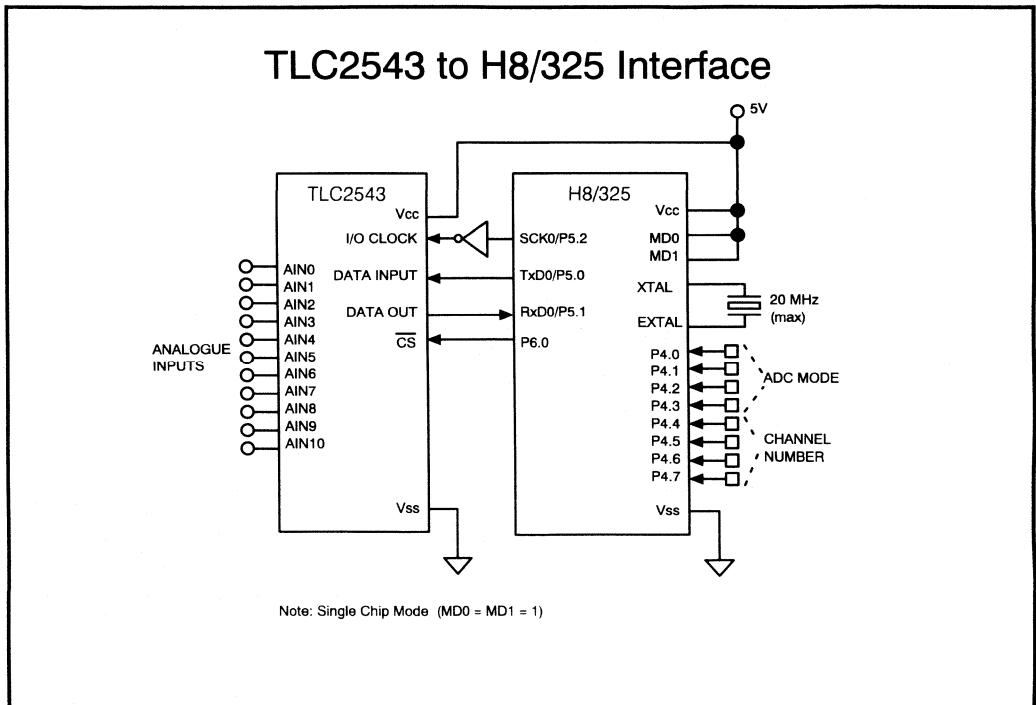 TLC2543 to H8/325 Interface
5V
TLC2543
Vcc
I/O CLOCK
DATA INPUT
DATA OUT
CS
AIN0
AIN1
AIN2
AIN3
AIN4
AIN5
AIN6
AIN7
AIN8
AIN9
AIN10
ANALOGUE
INPUTS
Vss
H8/325
SCK0/P5.2
TxD0/P5.0
RxD0/P5.1
P6.0
Vcc
MD0
MD1
XTAL
EXTAL
20 MHz
(max)
P4.0
P4.1
P4.2
P4.3
P4.4
P4.5
P4.6
P4.7
ADC MODE
CHANNEL
NUMBER
Vss
Note: Single Chip Mode (MD0 = MD1 = 1)